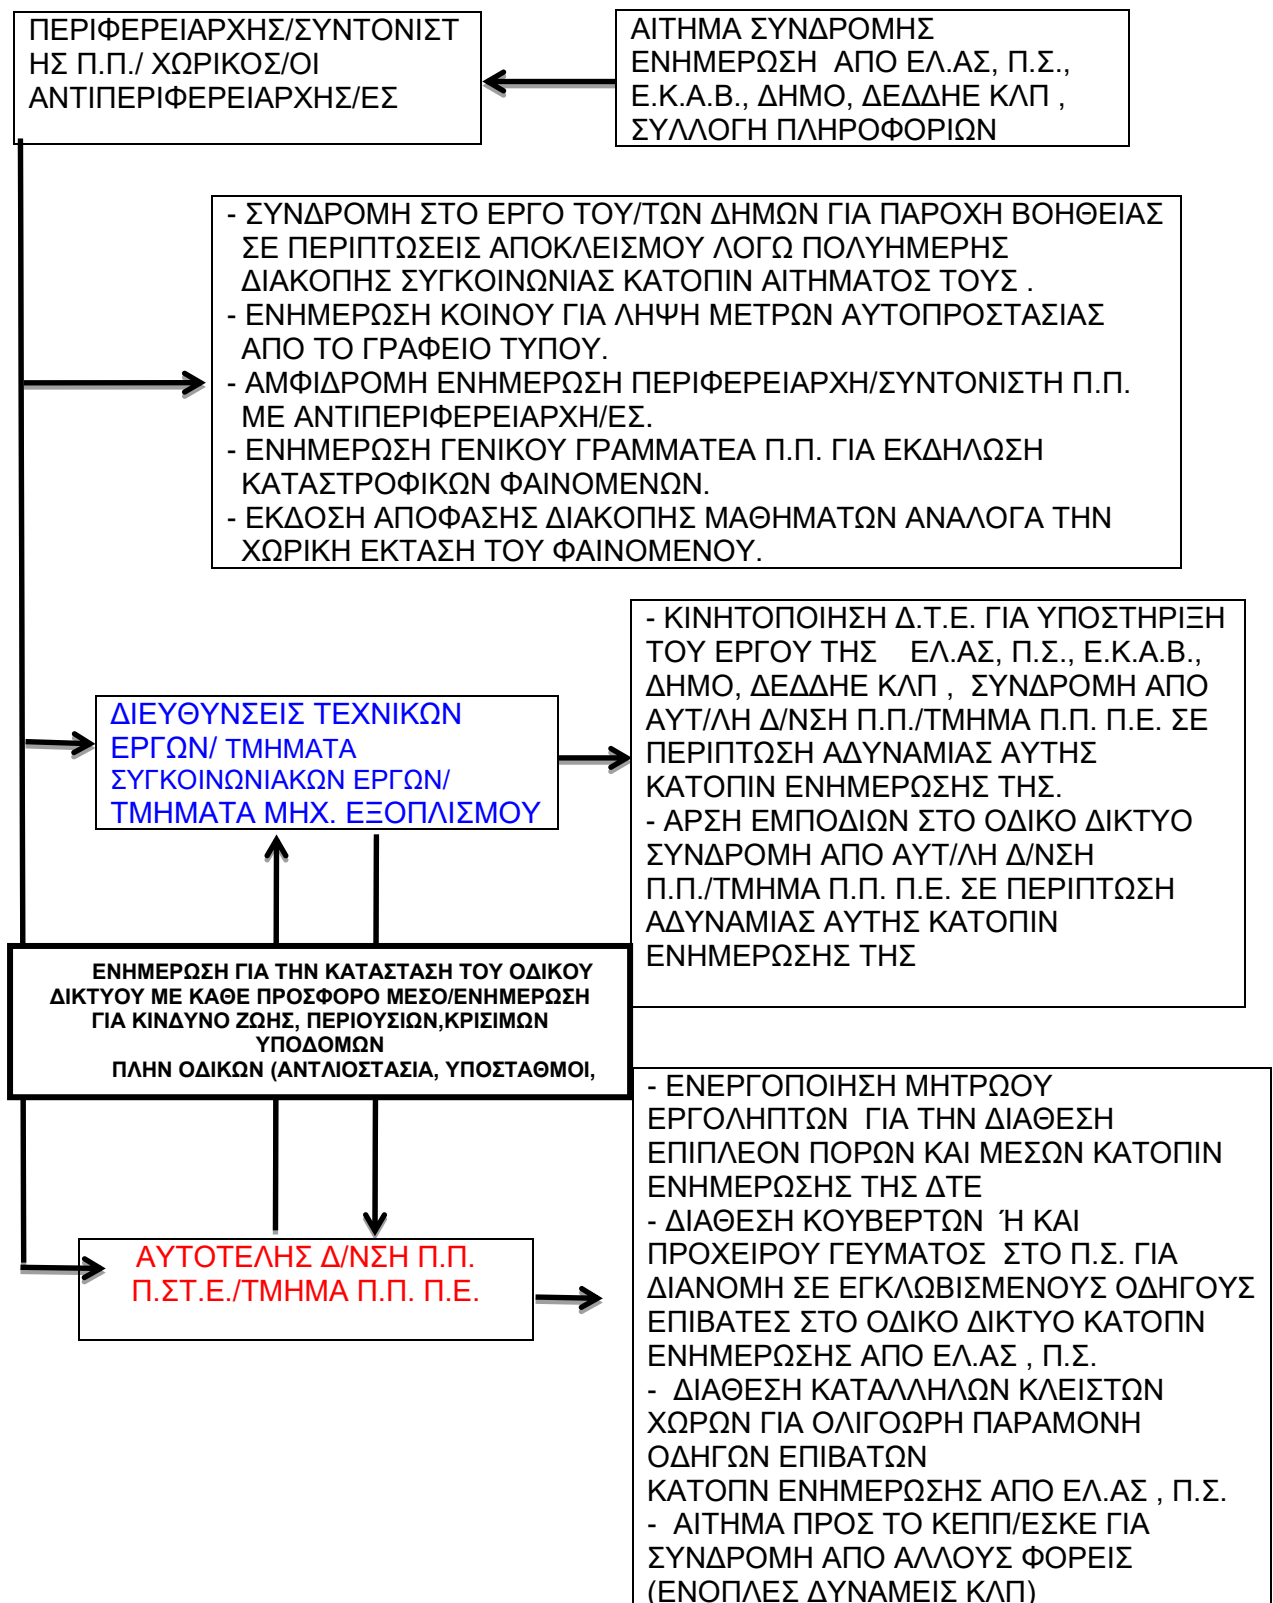 ΠΕΡΙΦΕΡΕΙΑΡΧΗΣ/ΣΥΝΤΟΝΙΣΤ
ΗΣ Π.Π./ ΧΩΡΙΚΟΣ/ΟΙ
ΑΝΤΙΠΕΡΙΦΕΡΕΙΑΡΧΗΣ/ΕΣ
ΑΙΤΗΜΑ ΣΥΝΔΡΟΜΗΣ
ΕΝΗΜΕΡΩΣΗ ΑΠΟ ΕΛ.ΑΣ, Π.Σ.,
Ε.Κ.Α.Β., ΔΗΜΟ, ΔΕΔΔΗΕ ΚΛΠ ,
ΣΥΛΛΟΓΗ ΠΛΗΡΟΦΟΡΙΩΝ
- ΣΥΝΔΡΟΜΗ ΣΤΟ ΕΡΓΟ ΤΟΥ/ΤΩΝ ΔΗΜΩΝ ΓΙΑ ΠΑΡΟΧΗ ΒΟΗΘΕΙΑΣ
ΣΕ ΠΕΡΙΠΤΩΣΕΙΣ ΑΠΟΚΛΕΙΣΜΟΥ ΛΟΓΩ ΠΟΛΥΗΜΕΡΗΣ
ΔΙΑΚΟΠΗΣ ΣΥΓΚΟΙΝΩΝΙΑΣ ΚΑΤΟΠΙΝ ΑΙΤΗΜΑΤΟΣ ΤΟΥΣ .
- ΕΝΗΜΕΡΩΣΗ ΚΟΙΝΟΥ ΓΙΑ ΛΗΨΗ ΜΕΤΡΩΝ ΑΥΤΟΠΡΟΣΤΑΣΙΑΣ
ΑΠΟ ΤΟ ΓΡΑΦΕΙΟ ΤΥΠΟΥ.
- ΑΜΦΙΔΡΟΜΗ ΕΝΗΜΕΡΩΣΗ ΠΕΡΙΦΕΡΕΙΑΡΧΗ/ΣΥΝΤΟΝΙΣΤΗ Π.Π.
ΜΕ ΑΝΤΙΠΕΡΙΦΕΡΕΙΑΡΧΗ/ΕΣ.
- ΕΝΗΜΕΡΩΣΗ ΓΕΝΙΚΟΥ ΓΡΑΜΜΑΤΕΑ Π.Π. ΓΙΑ ΕΚΔΗΛΩΣΗ
ΚΑΤΑΣΤΡΟΦΙΚΩΝ ΦΑΙΝΟΜΕΝΩΝ.
- ΕΚΔΟΣΗ ΑΠΟΦΑΣΗΣ ΔΙΑΚΟΠΗΣ ΜΑΘΗΜΑΤΩΝ ΑΝΑΛΟΓΑ ΤΗΝ
ΧΩΡΙΚΗ ΕΚΤΑΣΗ ΤΟΥ ΦΑΙΝΟΜΕΝΟΥ.
ΔΙΕΥΘΥΝΣΕΙΣ ΤΕΧΝΙΚΩΝ
ΕΡΓΩΝ/ ΤΜΗΜΑΤΑ
ΣΥΓΚΟΙΝΩΝΙΑΚΩΝ ΕΡΓΩΝ/
ΤΜΗΜΑΤΑ ΜΗΧ. ΕΞΟΠΛΙΣΜΟΥ
- ΚΙΝΗΤΟΠΟΙΗΣΗ Δ.Τ.Ε. ΓΙΑ ΥΠΟΣΤΗΡΙΞΗ
ΤΟΥ ΕΡΓΟΥ ΤΗΣ ΕΛ.ΑΣ, Π.Σ., Ε.Κ.Α.Β.,
ΔΗΜΟ, ΔΕΔΔΗΕ ΚΛΠ , ΣΥΝΔΡΟΜΗ ΑΠΟ
ΑΥΤ/ΛΗ Δ/ΝΣΗ Π.Π./ΤΜΗΜΑ Π.Π. Π.Ε. ΣΕ
ΠΕΡΙΠΤΩΣΗ ΑΔΥΝΑΜΙΑΣ ΑΥΤΗΣ
ΚΑΤΟΠΙΝ ΕΝΗΜΕΡΩΣΗΣ ΤΗΣ.
- ΑΡΣΗ ΕΜΠΟΔΙΩΝ ΣΤΟ ΟΔΙΚΟ ΔΙΚΤΥΟ
ΣΥΝΔΡΟΜΗ ΑΠΟ ΑΥΤ/ΛΗ Δ/ΝΣΗ
Π.Π./ΤΜΗΜΑ Π.Π. Π.Ε. ΣΕ ΠΕΡΙΠΤΩΣΗ
ΑΔΥΝΑΜΙΑΣ ΑΥΤΗΣ ΚΑΤΟΠΙΝ
ΕΝΗΜΕΡΩΣΗΣ ΤΗΣ
ΕΝΗΜΕΡΩΣΗ ΓΙΑ ΤΗΝ ΚΑΤΑΣΤΑΣΗ ΤΟΥ ΟΔΙΚΟΥ
ΔΙΚΤΥΟΥ ΜΕ ΚΑΘΕ ΠΡΟΣΦΟΡΟ ΜΕΣΟ/ΕΝΗΜΕΡΩΣΗ
ΓΙΑ ΚΙΝΔΥΝΟ ΖΩΗΣ, ΠΕΡΙΟΥΣΙΩΝ,ΚΡΙΣΙΜΩΝ
ΥΠΟΔΟΜΩΝ
ΠΛΗΝ ΟΔΙΚΩΝ (ΑΝΤΛΙΟΣΤΑΣΙΑ, ΥΠΟΣΤΑΘΜΟΙ,
ΑΥΤΟΤΕΛΗΣ Δ/ΝΣΗ Π.Π.
Π.ΣΤ.Ε./ΤΜΗΜΑ Π.Π. Π.Ε.
- ΕΝΕΡΓΟΠΟΙΗΣΗ ΜΗΤΡΩΟΥ
ΕΡΓΟΛΗΠΤΩΝ ΓΙΑ ΤΗΝ ΔΙΑΘΕΣΗ
ΕΠΙΠΛΕΟΝ ΠΟΡΩΝ ΚΑΙ ΜΕΣΩΝ ΚΑΤΟΠΙΝ
ΕΝΗΜΕΡΩΣΗΣ ΤΗΣ ΔΤΕ
- ΔΙΑΘΕΣΗ ΚΟΥΒΕΡΤΩΝ Ή ΚΑΙ
ΠΡΟΧΕΙΡΟΥ ΓΕΥΜΑΤΟΣ ΣΤΟ Π.Σ. ΓΙΑ
ΔΙΑΝΟΜΗ ΣΕ ΕΓΚΛΩΒΙΣΜΕΝΟΥΣ ΟΔΗΓΟΥΣ
ΕΠΙΒΑΤΕΣ ΣΤΟ ΟΔΙΚΟ ΔΙΚΤΥΟ ΚΑΤΟΠΝ
ΕΝΗΜΕΡΩΣΗΣ ΑΠΟ ΕΛ.ΑΣ , Π.Σ.
- ΔΙΑΘΕΣΗ ΚΑΤΑΛΛΗΛΩΝ ΚΛΕΙΣΤΩΝ
ΧΩΡΩΝ ΓΙΑ ΟΛΙΓΟΩΡΗ ΠΑΡΑΜΟΝΗ
ΟΔΗΓΩΝ ΕΠΙΒΑΤΩΝ
ΚΑΤΟΠΝ ΕΝΗΜΕΡΩΣΗΣ ΑΠΟ ΕΛ.ΑΣ , Π.Σ.
- ΑΙΤΗΜΑ ΠΡΟΣ ΤΟ ΚΕΠΠ/ΕΣΚΕ ΓΙΑ
ΣΥΝΔΡΟΜΗ ΑΠΟ ΑΛΛΟΥΣ ΦΟΡΕΙΣ
(ΕΝΟΠΛΕΣ ΔΥΝΑΜΕΙΣ ΚΛΠ)